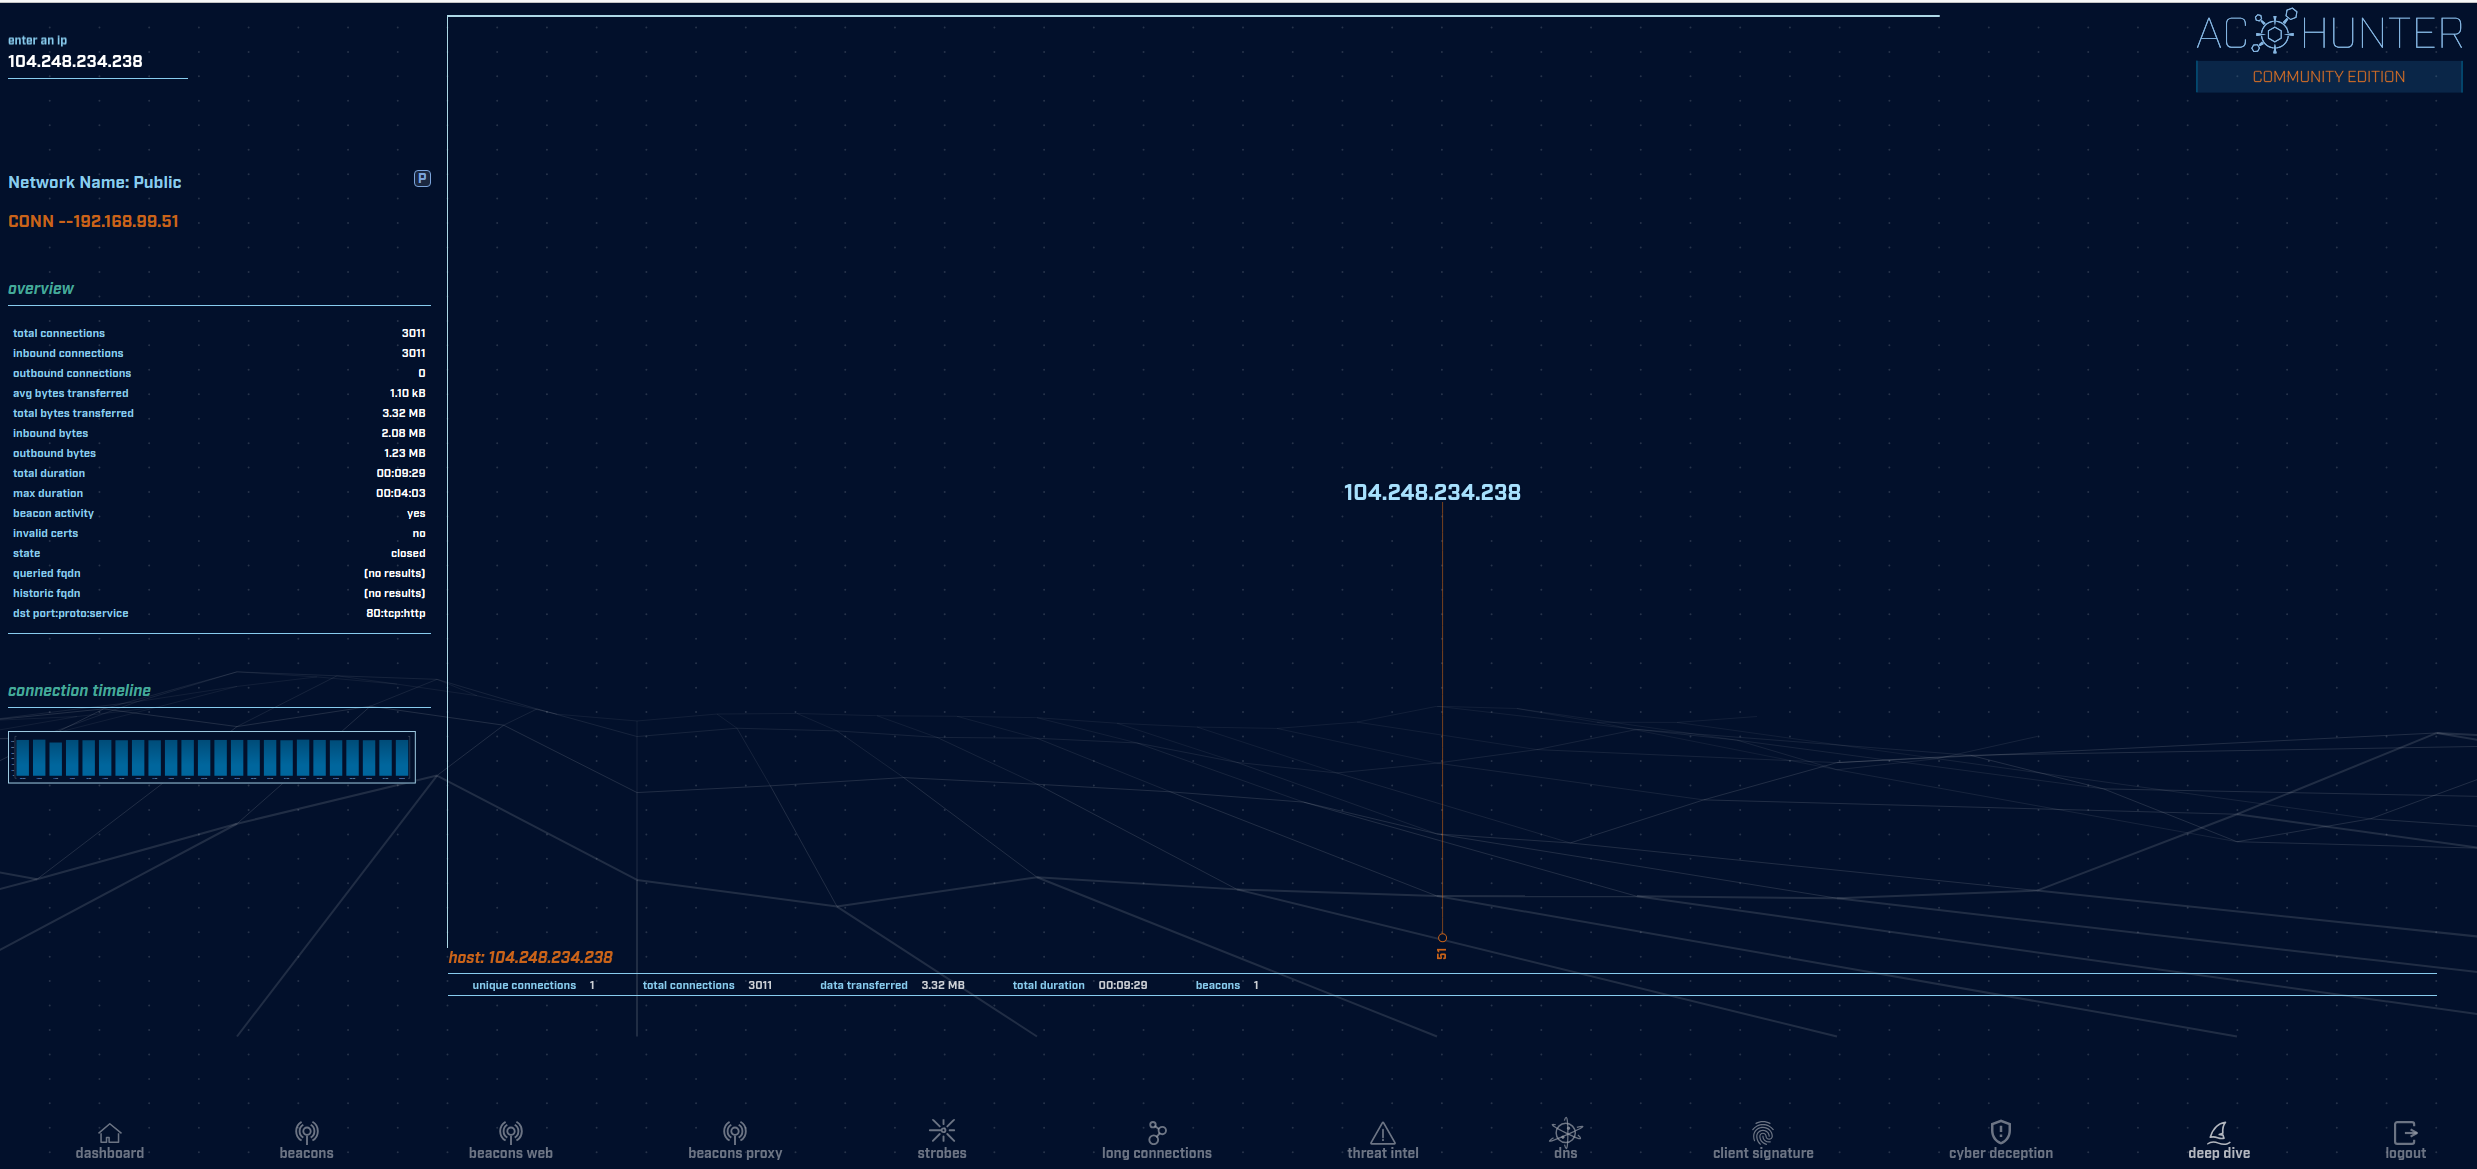 enter an ip
104.248.234.238
AC HUNTER
COMMUNITY EDITION
Network Name: Public
P
CONN --192.168.99.51
overview
total connections 3011
inbound connections 3011
outbound connections 0
avg bytes transferred 1.10 kB
total bytes transferred 3.32 MB
inbound bytes 2.08 MB
outbound bytes 1.23 MB
total duration 00:09:29
max duration 00:04:03
beacon activity yes
invalid certs no
state closed
queried fqdn (no results)
historic fqdn (no results)
dst port:proto:service 80:tcp:http
connection timeline
104.248.234.238
51
host: 104.248.234.238
unique connections 1 total connections 3011 data transferred 3.32 MB total duration 00:09:29 beacons 1
dashboard beacons beacons web beacons proxy strobes long connections threat intel dns client signature cyber deception deep dive logout